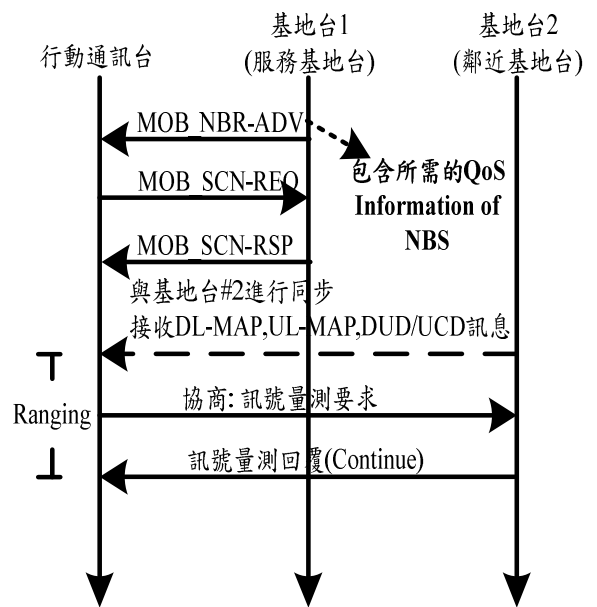 行動通訊台
基地台1
(服務基地台)
基地台2
(鄰近基地台)
MOB_NBR-ADV
包含所需的QoS
Information of
NBS
MOB_SCN-REQ
MOB_SCN-RSP
與基地台#2進行同步
接收DL-MAP,UL-MAP,DUD/UCD訊息
Ranging
協商: 訊號量測要求
訊號量測回覆(Continue)